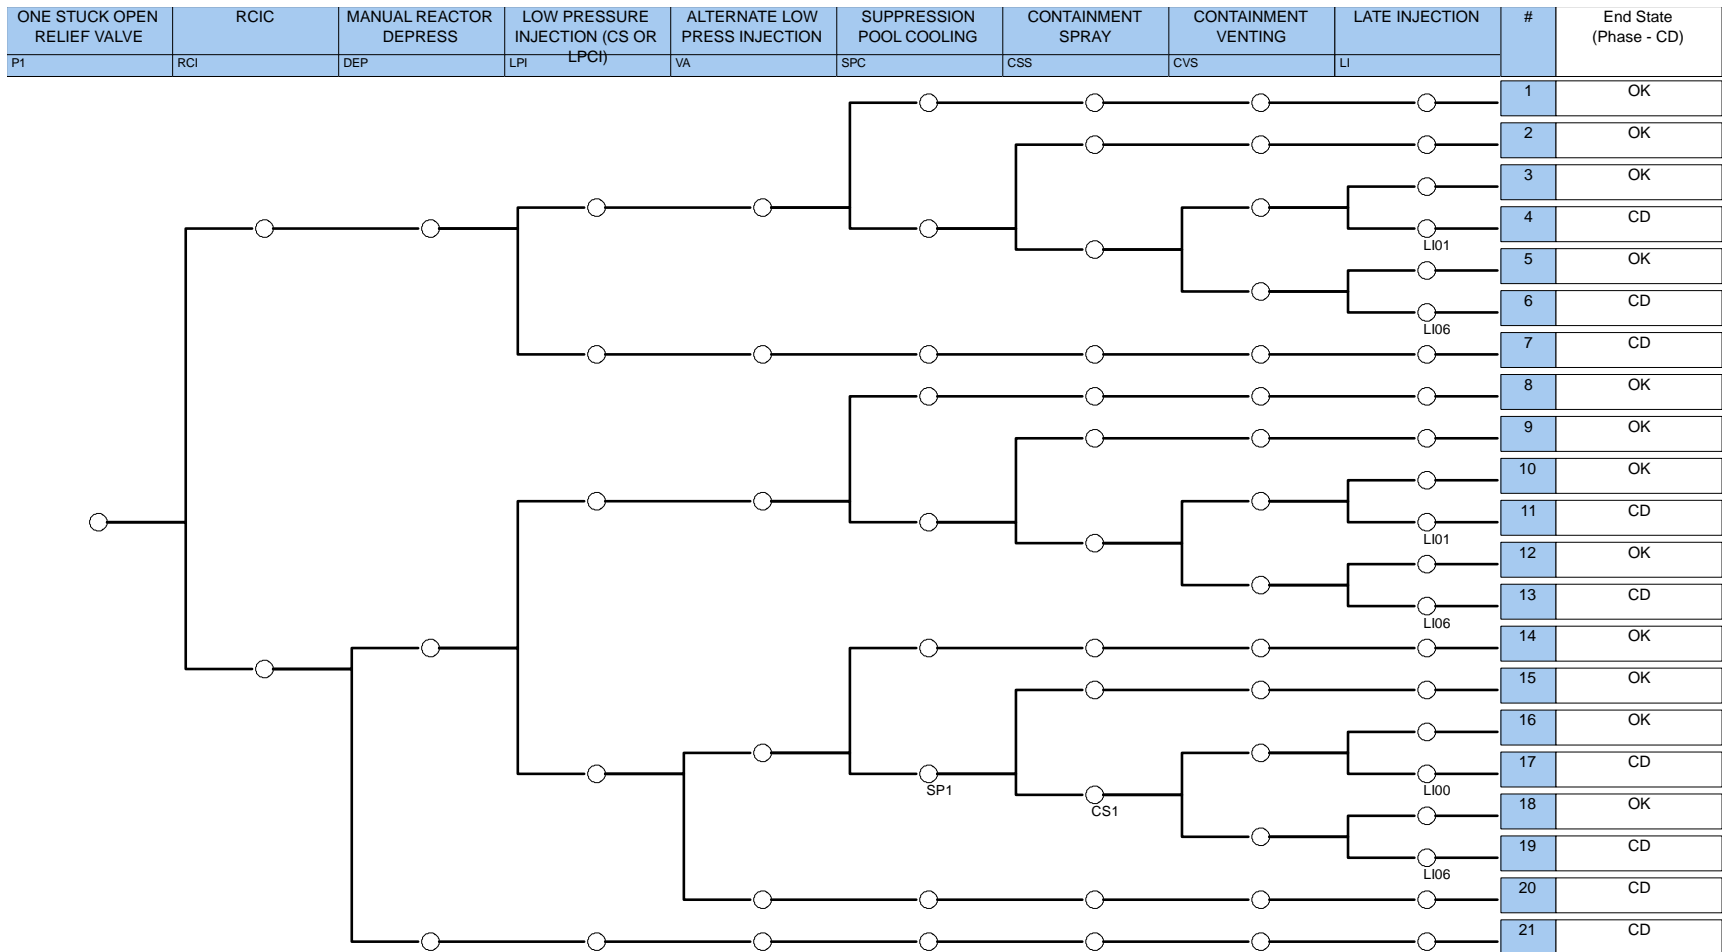 ONE STUCK OPEN
RELIEF VALVE
RCIC
MANUAL REACTOR
DEPRESS
LOW PRESSURE
INJECTION (CS OR
LPCI)
ALTERNATE LOW
PRESS INJECTION
SUPPRESSION
POOL COOLING
CONTAINMENT
SPRAY
CONTAINMENT
VENTING
LATE INJECTION
#
End State
(Phase - CD)
P1
RCI
DEP
LPI
VA
SPC
CSS
CVS
LI
1 OK
2 OK
3 OK
4 CD
LI01
5 OK
6 CD
LI06
7 CD
8 OK
9 OK
10 OK
11 CD
LI01
12 OK
13 CD
LI06
14 OK
15 OK
16 OK
17 CD
SP1
LI00
18 OK
CS1
19 CD
LI06
20 CD
21 CD